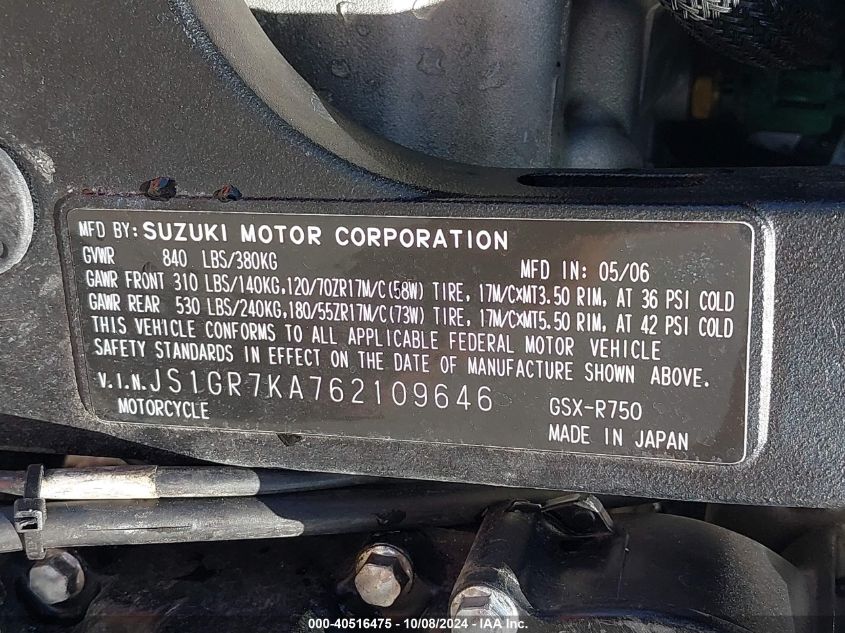 MFD BY: SUZUKI MOTOR CORPORATION
GVWR 840 LBS/380KG MFD IN: 05/06
GAWR FRONT 310 LBS/140KG,120/70ZR17M/C(58W) TIRE, 17M/C×MT3.50 RIM, AT 36 PSI COLD
GAWR REAR 530 LBS/240KG,180/55ZR17M/C(73W) TIRE, 17M/C×MT5.50 RIM, AT 42 PSI COLD
THIS VEHICLE CONFORMS TO ALL APPLICABLE FEDERAL MOTOR VEHICLE
SAFETY STANDARDS IN EFFECT ON THE DATE OF MANUFACTURE SHOWN ABOVE.
V.I.N. JS1GR7KA762109646 GSX-R750
MOTORCYCLE MADE IN JAPAN
000-40516475 - 10/08/2024 - IAA Inc.